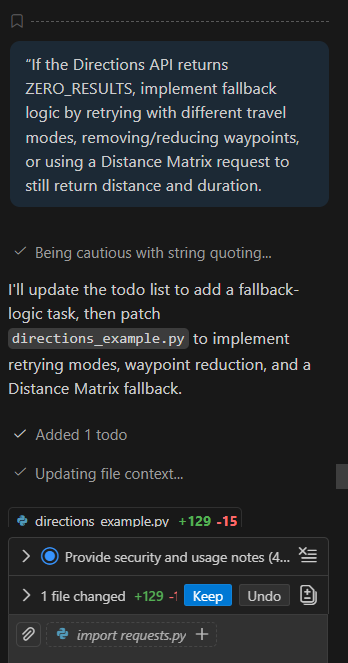 “If the Directions API returns
ZERO_RESULTS, implement fallback
logic by retrying with different travel
modes, removing/reducing waypoints,
or using a Distance Matrix request to
still return distance and duration.
Being cautious with string quoting...
I'll update the todo list to add a fallback-
logic task, then patch
directions_example.py to implement
retrying modes, waypoint reduction, and a
Distance Matrix fallback.
Added 1 todo
Updating file context...
directions_example.py +129 -15
Provide security and usage notes (4...
1 file changed +129 -1 Keep Undo
import requests.py